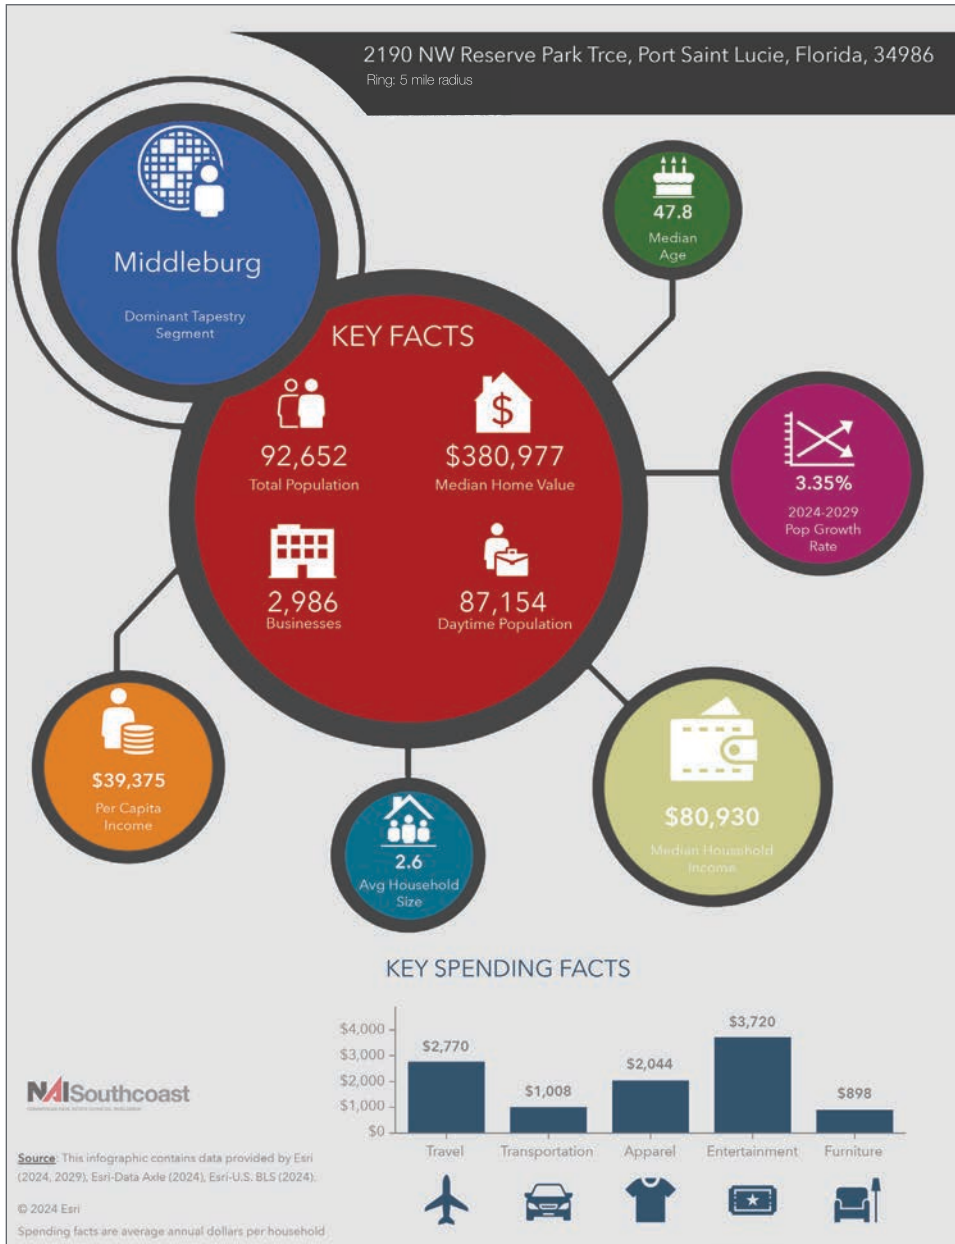 2190 NW Reserve Park Trce, Port Saint Lucie, Florida, 34986
Ring: 5 mile radius
Middleburg
Dominant Tapestry
Segment
47.8
Median
Age
KEY FACTS
92,652
Total Population
$380,977
Median Home Value
2,986
Businesses
87,154
Daytime Population
3.35%
2024-2029
Pop Growth
Rate
$39,375
Per Capita
Income
2.6
Avg Household
Size
$80,930
Median Household
Income
KEY SPENDING FACTS
$4,000
$3,000
$2,000
$1,000
$0
$2,770
$1,008
$2,044
$3,720
$898
Travel
Transportation
Apparel
Entertainment
Furniture
NAISouthcoast
Source: This infographic contains data provided by Esri
(2024, 2029), Esri-Data Axle (2024), Esri-U.S. BLS (2024).
© 2024 Esri
Spending facts are average annual dollars per household